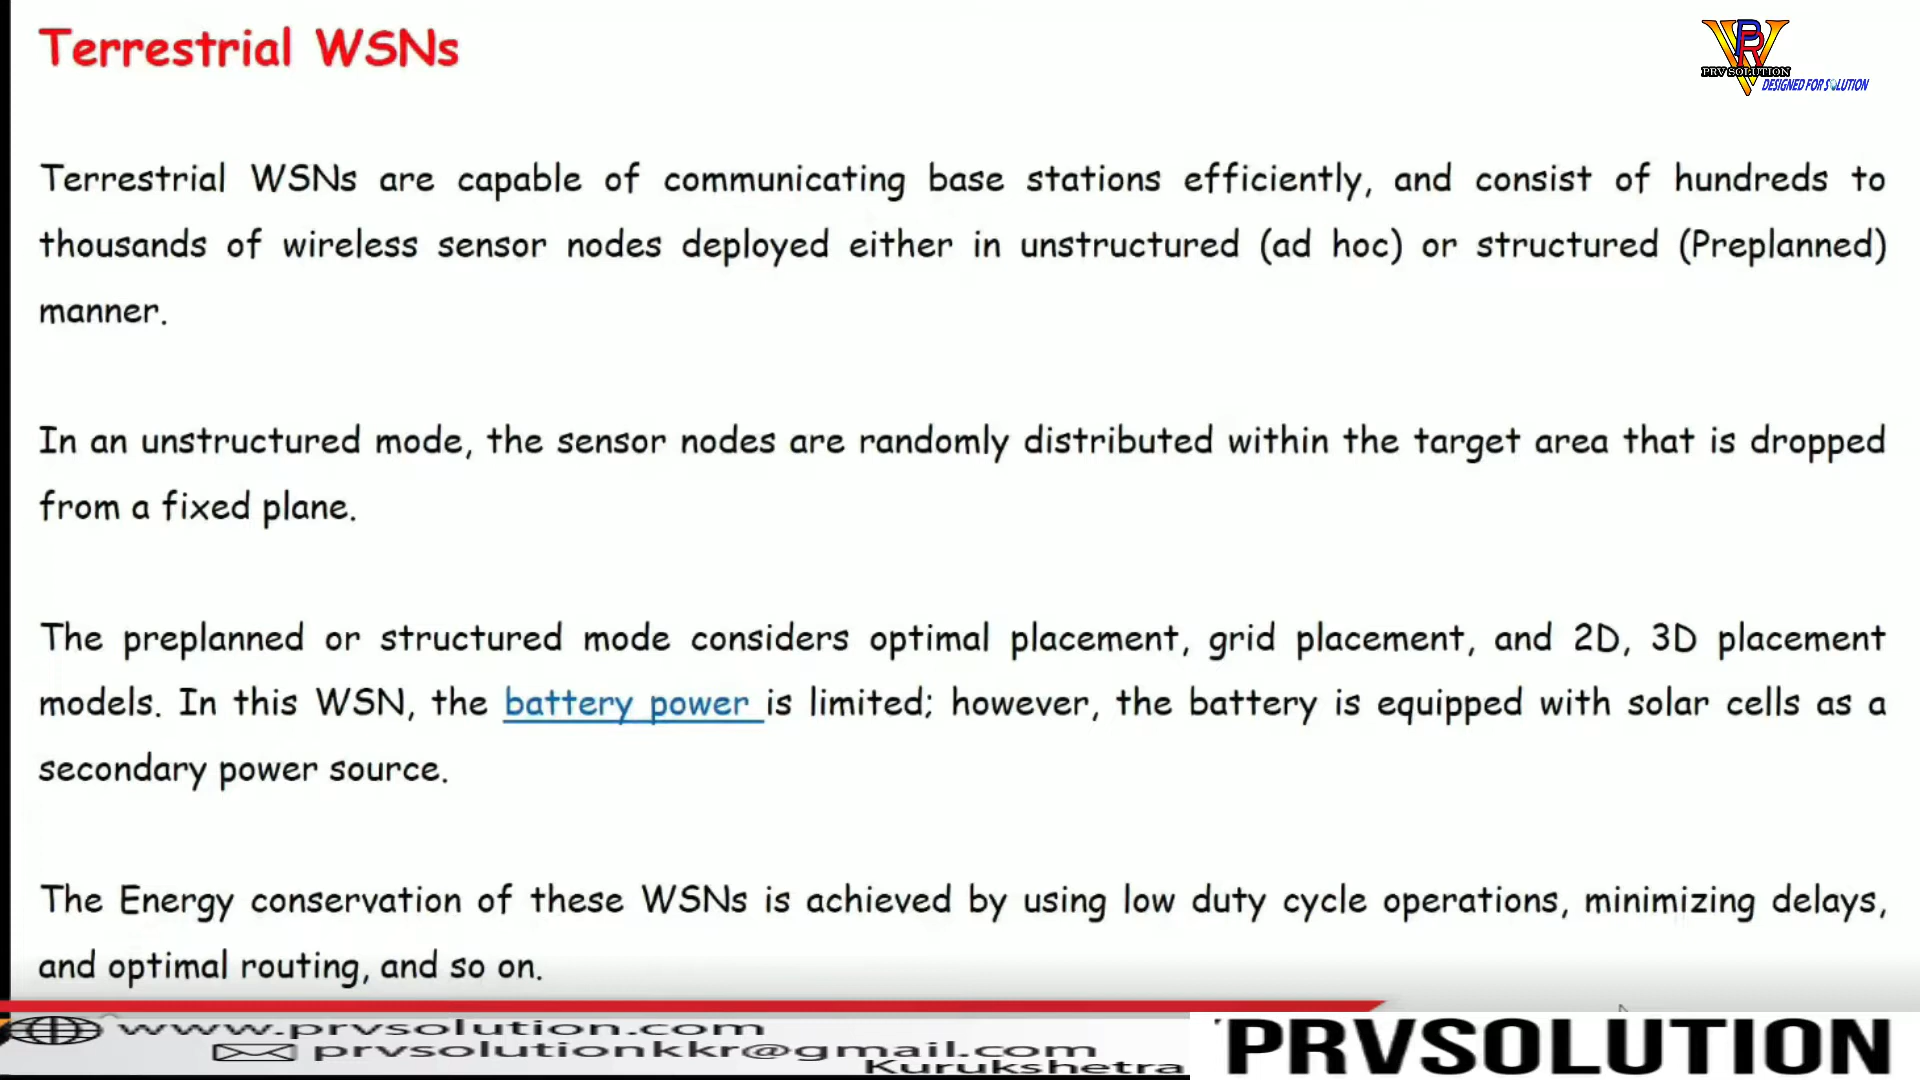 Terrestrial WSNs
PRV SOLUTION
DESIGNED FOR SOLUTION
Terrestrial WSNs are capable of communicating base stations efficiently, and consist of hundreds to
thousands of wireless sensor nodes deployed either in unstructured (ad hoc) or structured (Preplanned)
manner.
In an unstructured mode, the sensor nodes are randomly distributed within the target area that is dropped
from a fixed plane.
The preplanned or structured mode considers optimal placement, grid placement, and 2D, 3D placement
models. In this WSN, the battery power is limited; however, the battery is equipped with solar cells as a
secondary power source.
The Energy conservation of these WSNs is achieved by using low duty cycle operations, minimizing delays,
and optimal routing, and so on.
www.prvsolution.com
prvsolutionkkr@gmail.com
Kurukshetra
PRVSOLUTION